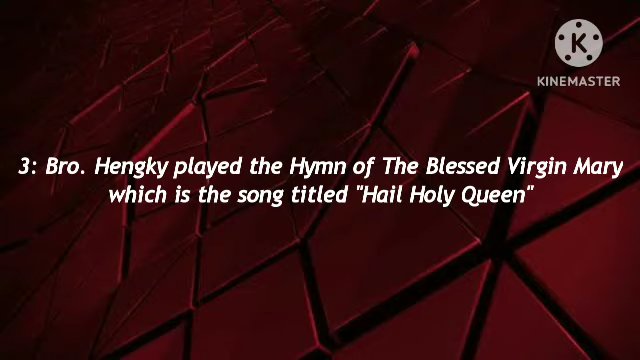 K
KINEMASTER
3: Bro. Hengky played the Hymn of The Blessed Virgin Mary
which is the song titled "Hail Holy Queen"